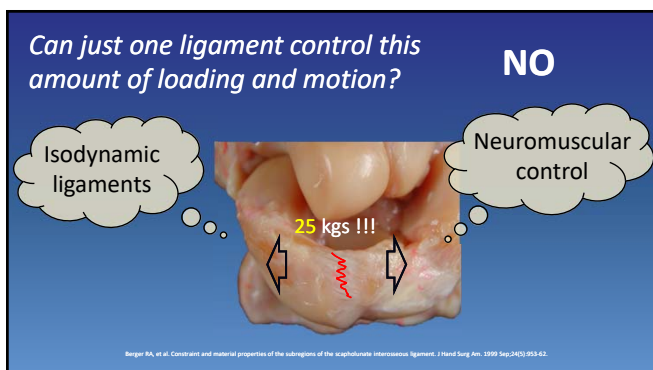 Can just one ligament control this
amount of loading and motion?
NO
Isodynamic
ligaments
Neuromuscular
control
25 kgs !!!
Berger RA, et al. Constraint and material properties of the subregions of the scapholunate interosseous ligament. J Hand Surg Am. 1999 Sep;24(5):953-62.